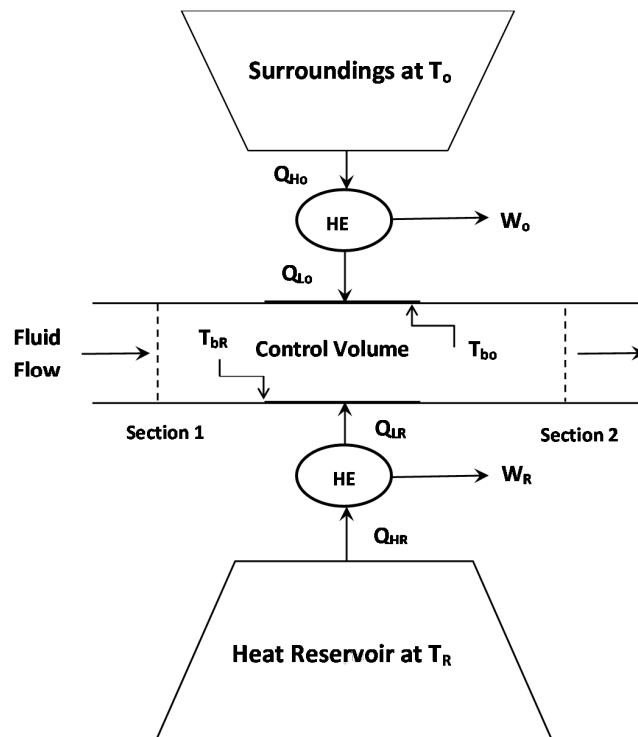 Surroundings at To
QHo
HE
Wo
QLo
Fluid
Flow
TbR
Control Volume
Tbo
Section 1
QLR
Section 2
HE
WR
QHR
Heat Reservoir at TR